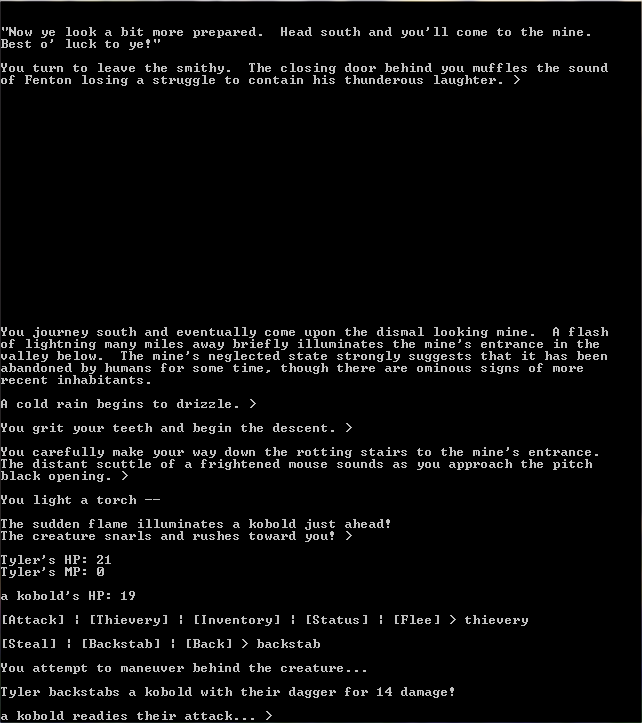 "Now ye look a bit more prepared.  Head south and you'll come to the mine.
Best o' luck to ye!"
You turn to leave the smithy.  The closing door behind you muffles the sound
of Fenton losing a struggle to contain his thunderous laughter. >
You journey south and eventually come upon the dismal looking mine.  A flash
of lightning many miles away briefly illuminates the mine's entrance in the
valley below.  The mine's neglected state strongly suggests that it has been
abandoned by humans for some time, though there are ominous signs of more
recent inhabitants.
A cold rain begins to drizzle. >
You grit your teeth and begin the descent. >
You carefully make your way down the rotting stairs to the mine's entrance.
The distant scuttle of a frightened mouse sounds as you approach the pitch
black opening. >
You light a torch --
The sudden flame illuminates a kobold just ahead!
The creature snarls and rushes toward you! >
Tyler's HP: 21
Tyler's MP: 0
a kobold's HP: 19
[Attack] ¦ [Thievery] ¦ [Inventory] ¦ [Status] ¦ [Flee] > thievery
[Steal] ¦ [Backstab] ¦ [Back] > backstab
You attempt to maneuver behind the creature...
Tyler backstabs a kobold with their dagger for 14 damage!
a kobold readies their attack... >